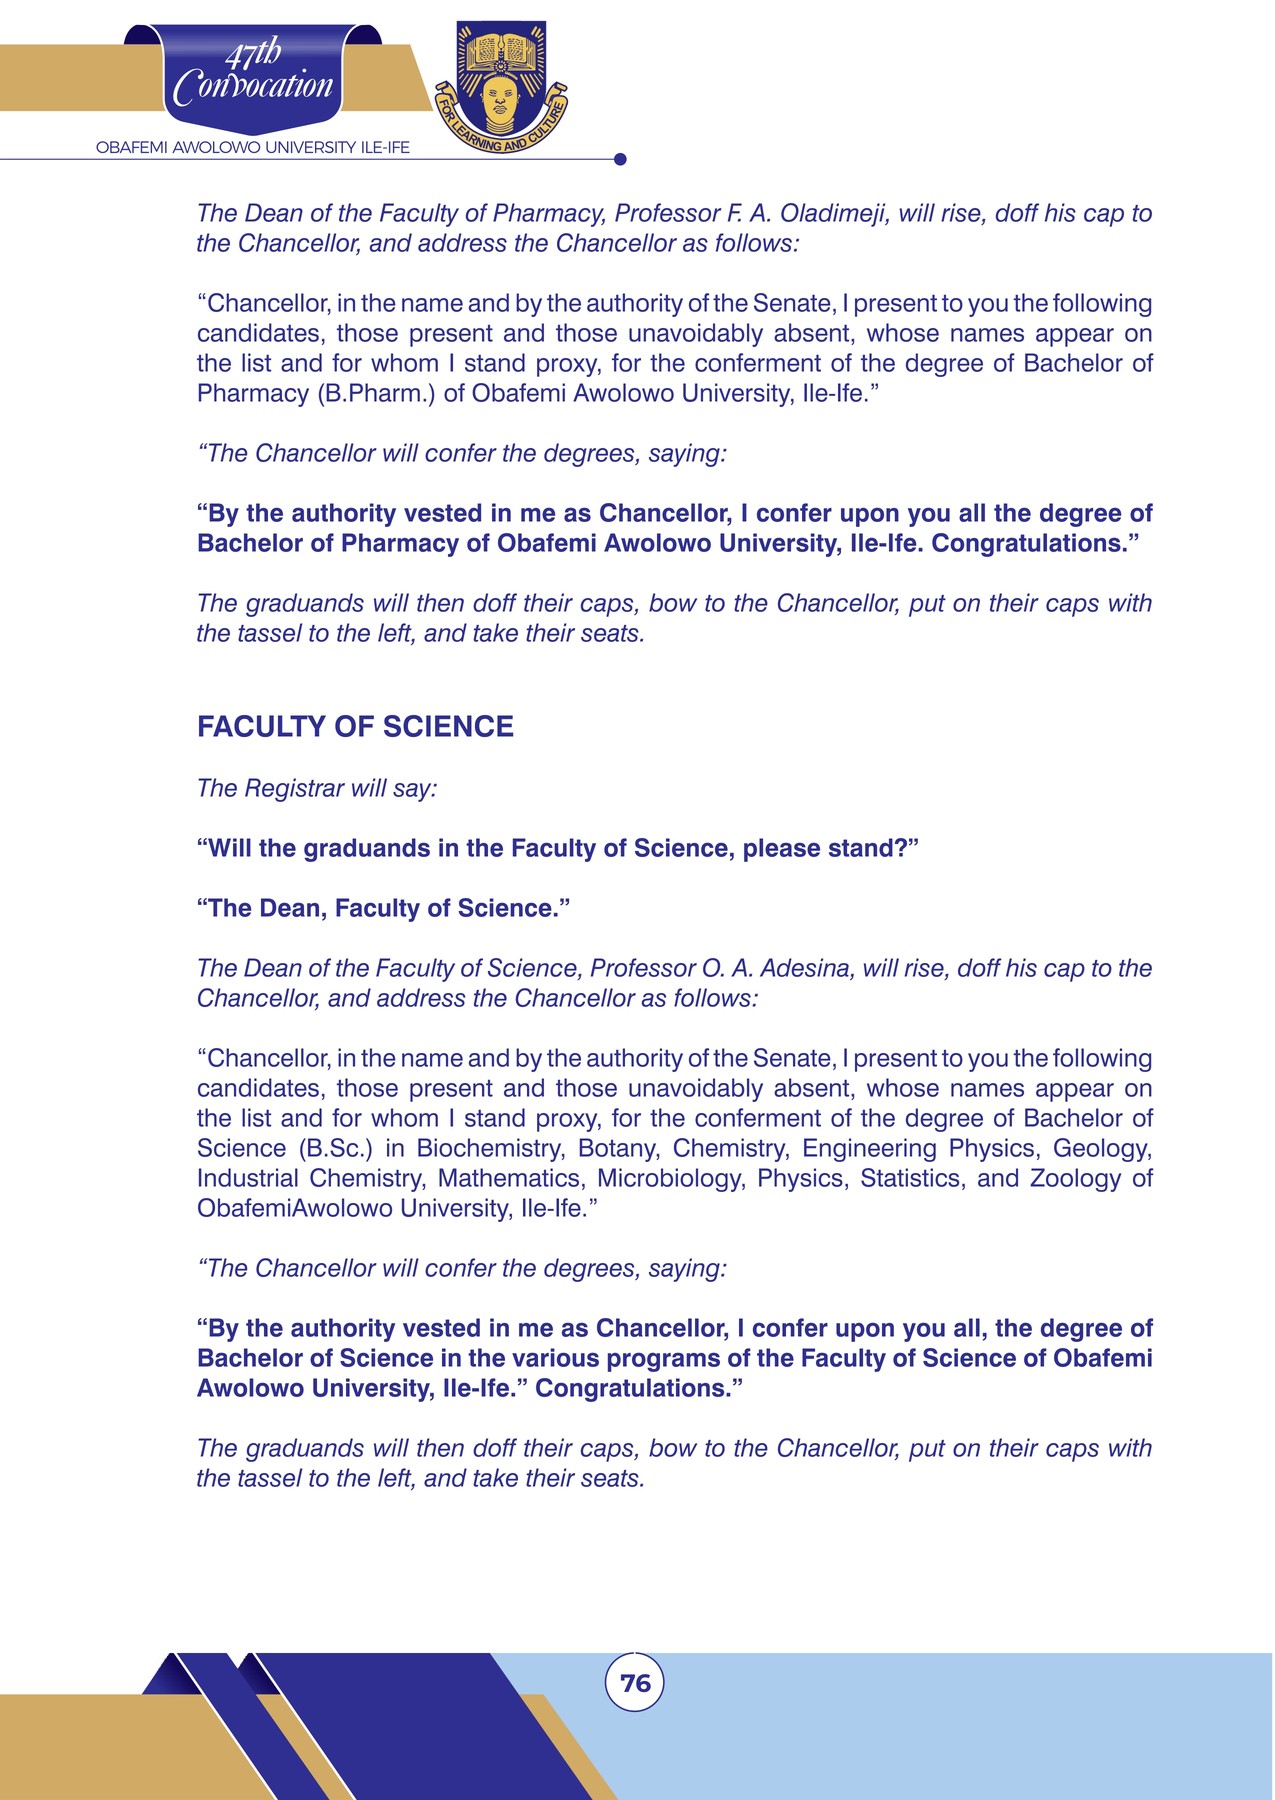 47th
Convocation
FOR LEARNING AND CULTURE
OBAFEMI AWOLOWO UNIVERSITY ILE-IFE
The Dean of the Faculty of Pharmacy, Professor F. A. Oladimeji, will rise, doff his cap to
the Chancellor, and address the Chancellor as follows:
“Chancellor, in the name and by the authority of the Senate, I present to you the following
candidates, those present and those unavoidably absent, whose names appear on
the list and for whom I stand proxy, for the conferment of the degree of Bachelor of
Pharmacy (B.Pharm.) of Obafemi Awolowo University, Ile-Ife.”
“The Chancellor will confer the degrees, saying:
“By the authority vested in me as Chancellor, I confer upon you all the degree of
Bachelor of Pharmacy of Obafemi Awolowo University, Ile-Ife. Congratulations.”
The graduands will then doff their caps, bow to the Chancellor, put on their caps with
the tassel to the left, and take their seats.
FACULTY OF SCIENCE
The Registrar will say:
“Will the graduands in the Faculty of Science, please stand?”
“The Dean, Faculty of Science.”
The Dean of the Faculty of Science, Professor O. A. Adesina, will rise, doff his cap to the
Chancellor, and address the Chancellor as follows:
“Chancellor, in the name and by the authority of the Senate, I present to you the following
candidates, those present and those unavoidably absent, whose names appear on
the list and for whom I stand proxy, for the conferment of the degree of Bachelor of
Science (B.Sc.) in Biochemistry, Botany, Chemistry, Engineering Physics, Geology,
Industrial Chemistry, Mathematics, Microbiology, Physics, Statistics, and Zoology of
ObafemiAwolowo University, Ile-Ife.”
“The Chancellor will confer the degrees, saying:
“By the authority vested in me as Chancellor, I confer upon you all, the degree of
Bachelor of Science in the various programs of the Faculty of Science of Obafemi
Awolowo University, Ile-Ife.” Congratulations.”
The graduands will then doff their caps, bow to the Chancellor, put on their caps with
the tassel to the left, and take their seats.
76